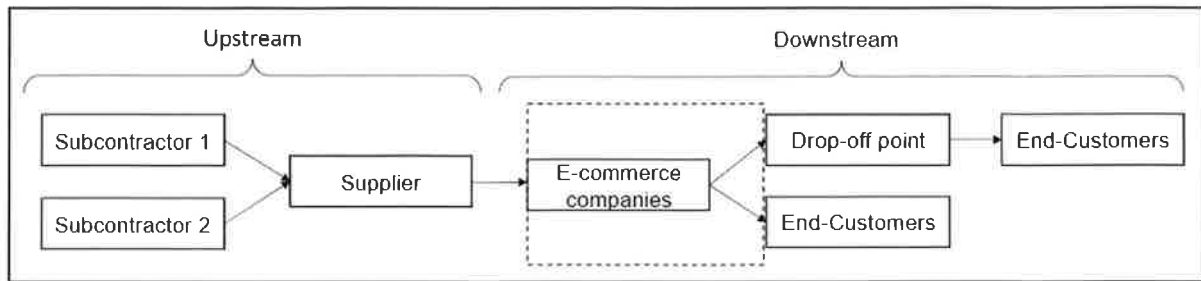 Upstream
Downstream
Subcontractor 1
Drop-off point
End-Customers
Supplier
E-commerce
companies
Subcontractor 2
End-Customers